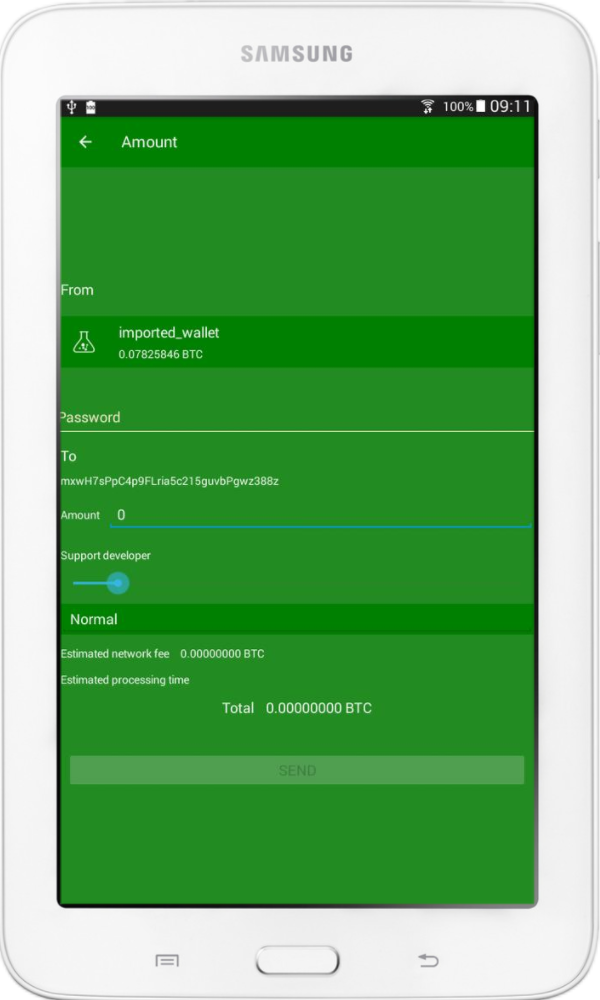 SAMSUNG
100% 09:11
Amount
From
imported_wallet
0.07825846 BTC
Password
To
mxwH7sPpC4p9FLria5c215guvbPgwz388z
Amount 0
Support developer
Normal
Estimated network fee 0.00000000 BTC
Estimated processing time
Total 0.00000000 BTC
SEND